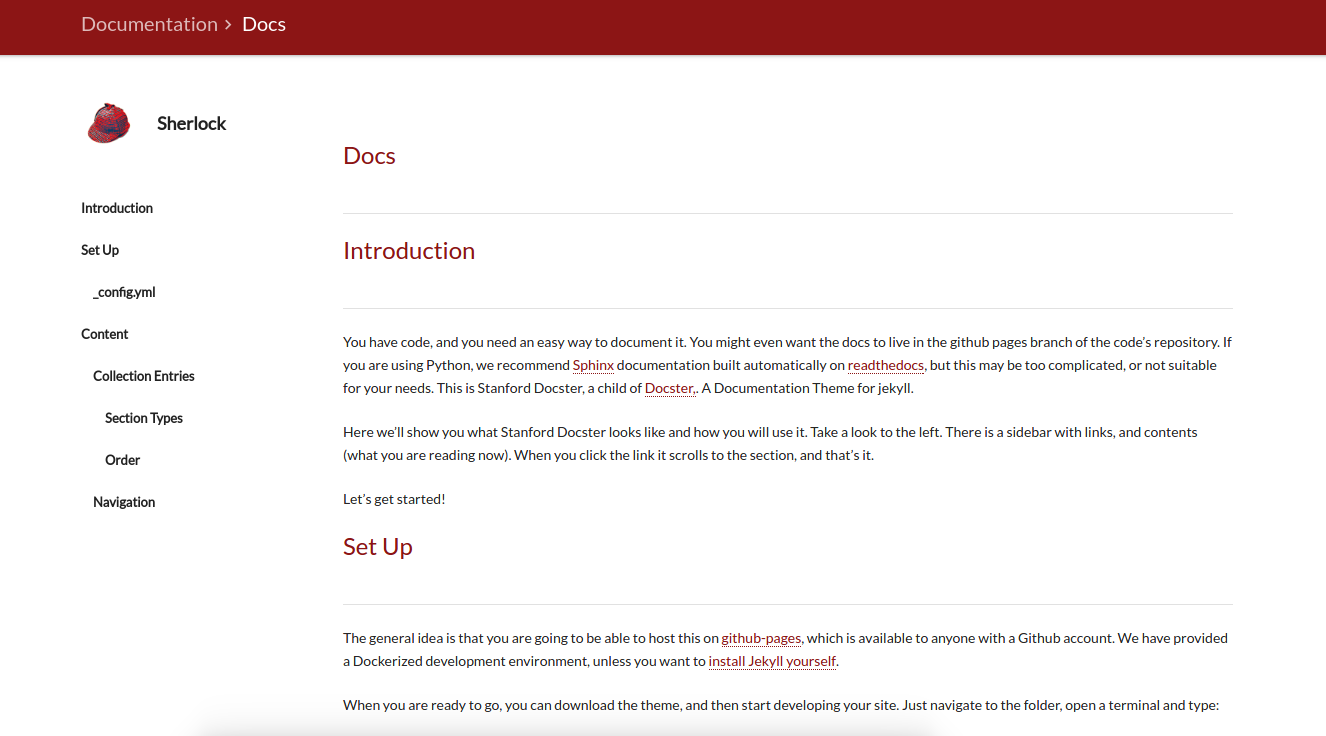 Documentation > Docs
Sherlock
Introduction
Set Up
_config.yml
Content
Collection Entries
Section Types
Order
Navigation
Docs
Introduction
You have code, and you need an easy way to document it. You might even want the docs to live in the github pages branch of the code's repository. If
you are using Python, we recommend Sphinx documentation built automatically on readthedocs, but this may be too complicated, or not suitable
for your needs. This is Stanford Docster, a child of Docster,. A Documentation Theme for jekyll.
Here we'll show you what Stanford Docster looks like and how you will use it. Take a look to the left. There is a sidebar with links, and contents
(what you are reading now). When you click the link it scrolls to the section, and that's it.
Let's get started!
Set Up
The general idea is that you are going to be able to host this on github-pages, which is available to anyone with a Github account. We have provided
a Dockerized development environment, unless you want to install Jekyll yourself.
When you are ready to go, you can download the theme, and then start developing your site. Just navigate to the folder, open a terminal and type: